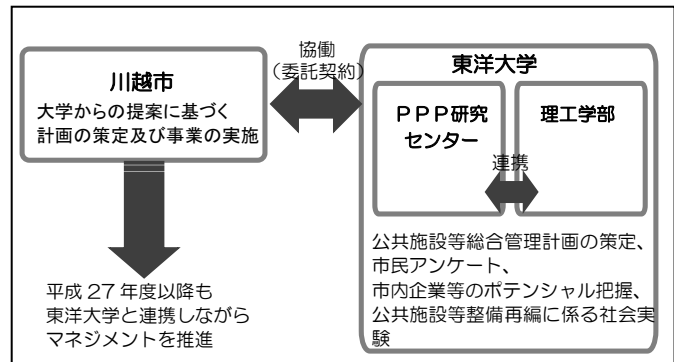 川越市
大学からの提案に基づく
計画の策定及び事業の実施
協働
（委託契約）
東洋大学
ＰＰＰ研究
センター
理工学部
連携
公共施設等総合管理計画の策定、
市民アンケート、
市内企業等のポテンシャル把握、
公共施設等整備再編に係る社会実
験
平成 27 年度以降も
東洋大学と連携しながら
マネジメントを推進